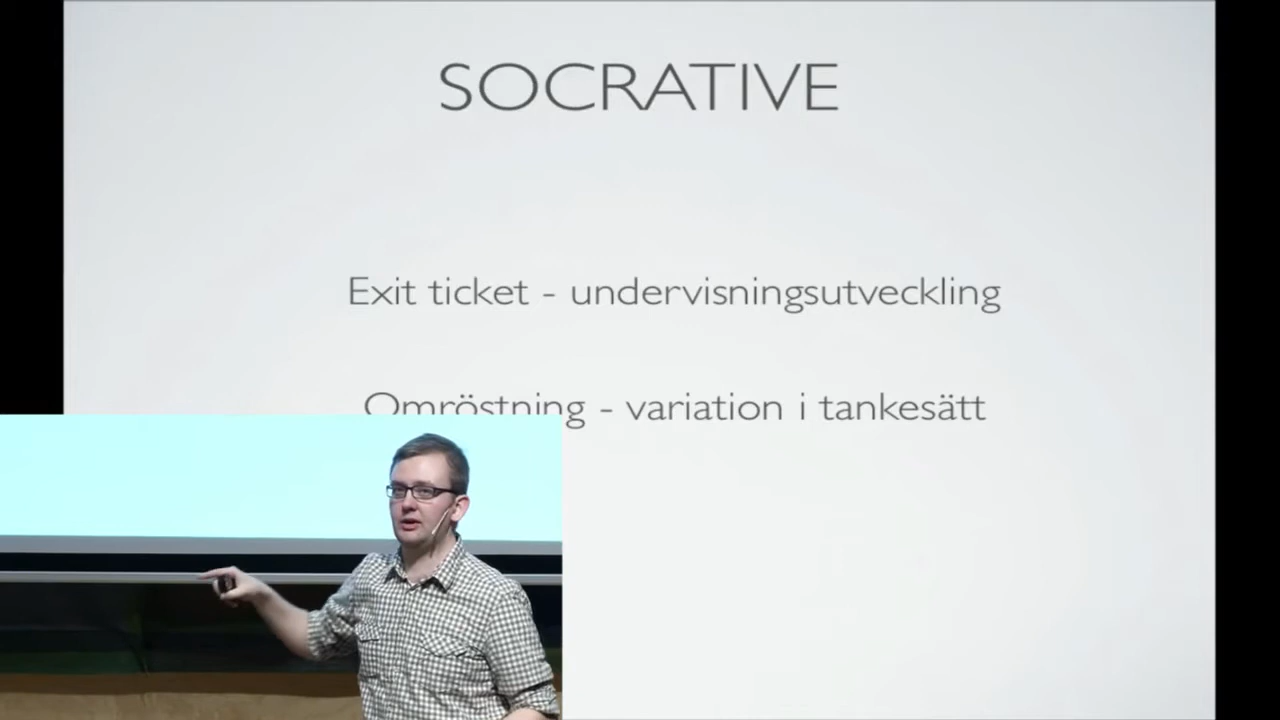 SOCRATIVE
Exit ticket - undervisningsutveckling
Omröstning - variation i tankesätt